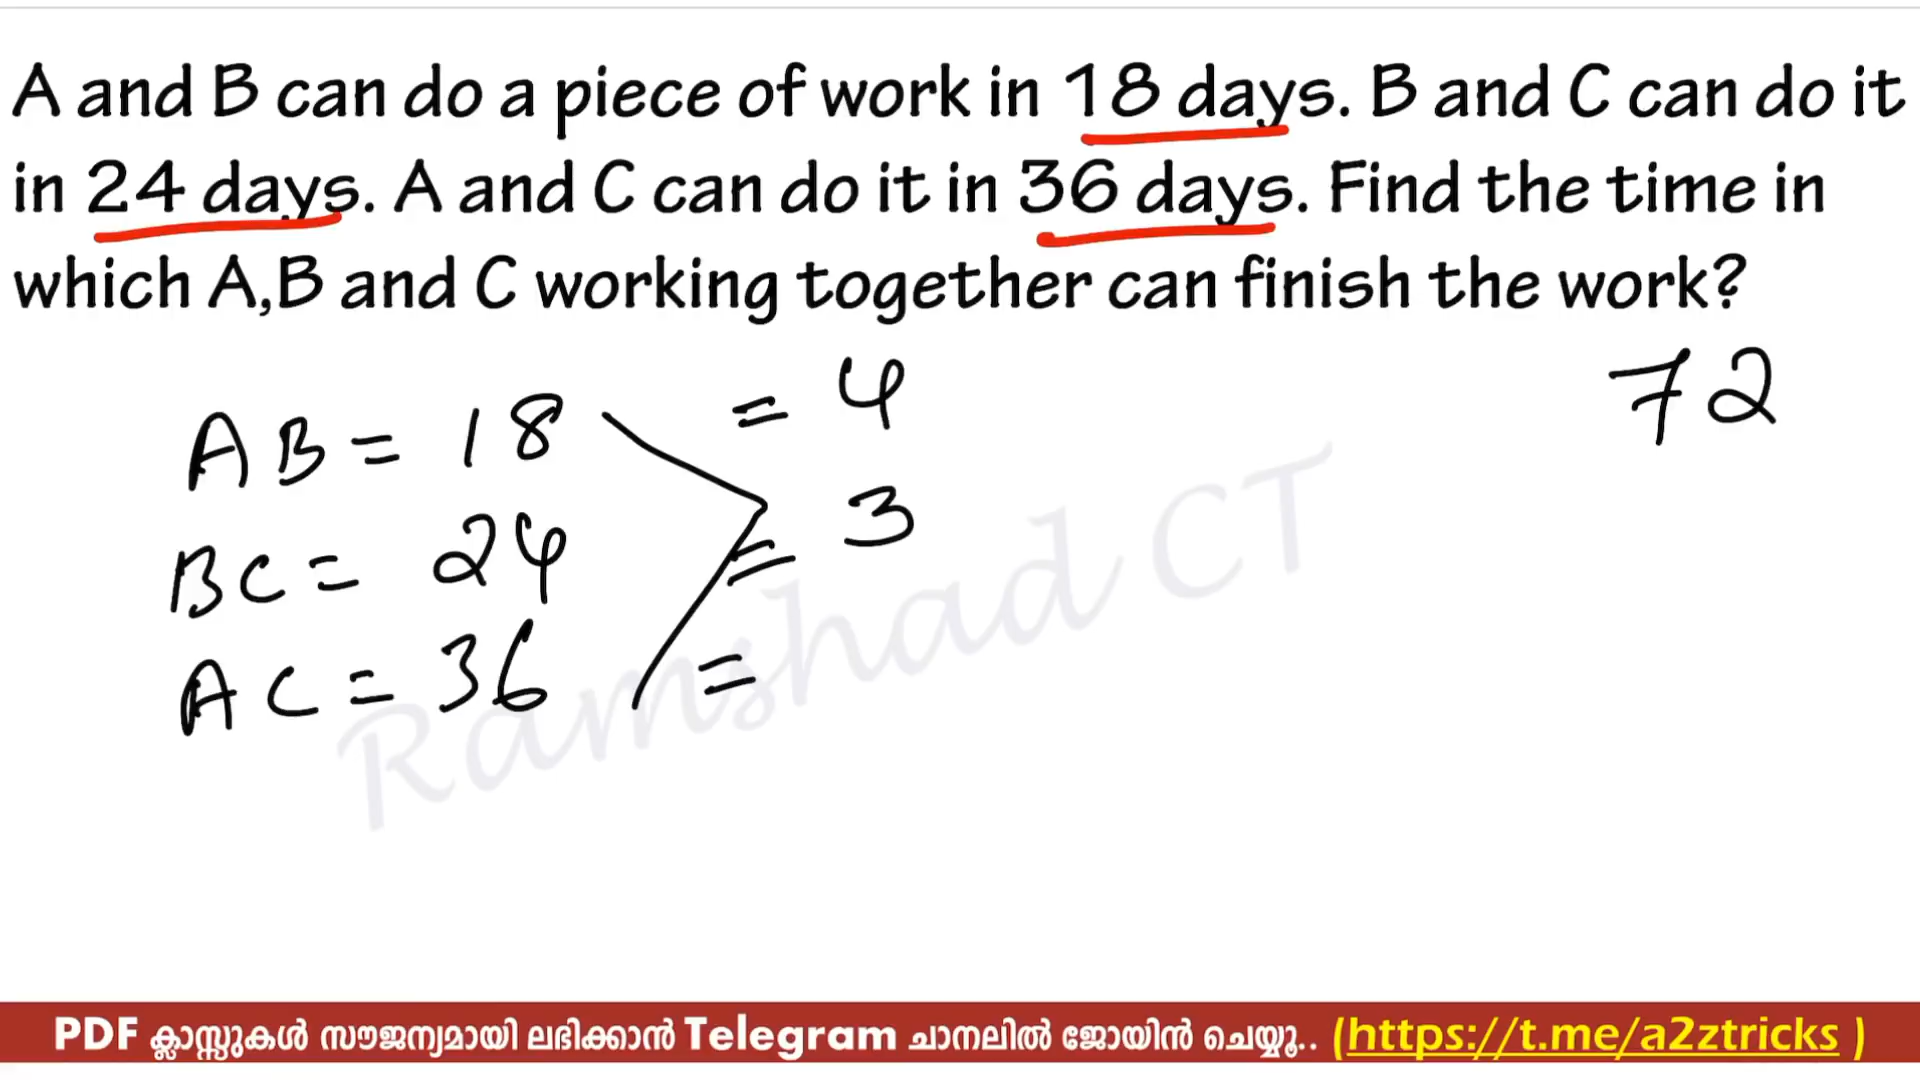 A and B can do a piece of work in 18 days. B and C can do it
in 24 days. A and C can do it in 36 days. Find the time in
which A,B and C working together can finish the work?
72
AB = 18 = 4
BC = 24 = 3
AC = 36 =
Ramshad CT
PDF ക്ലാസ്സുകൾ സൗജന്യമായി ലഭിക്കാൻ Telegram ചാനലിൽ ജോയിൻ ചെയ്യൂ.. (https://t.me/a2ztricks )